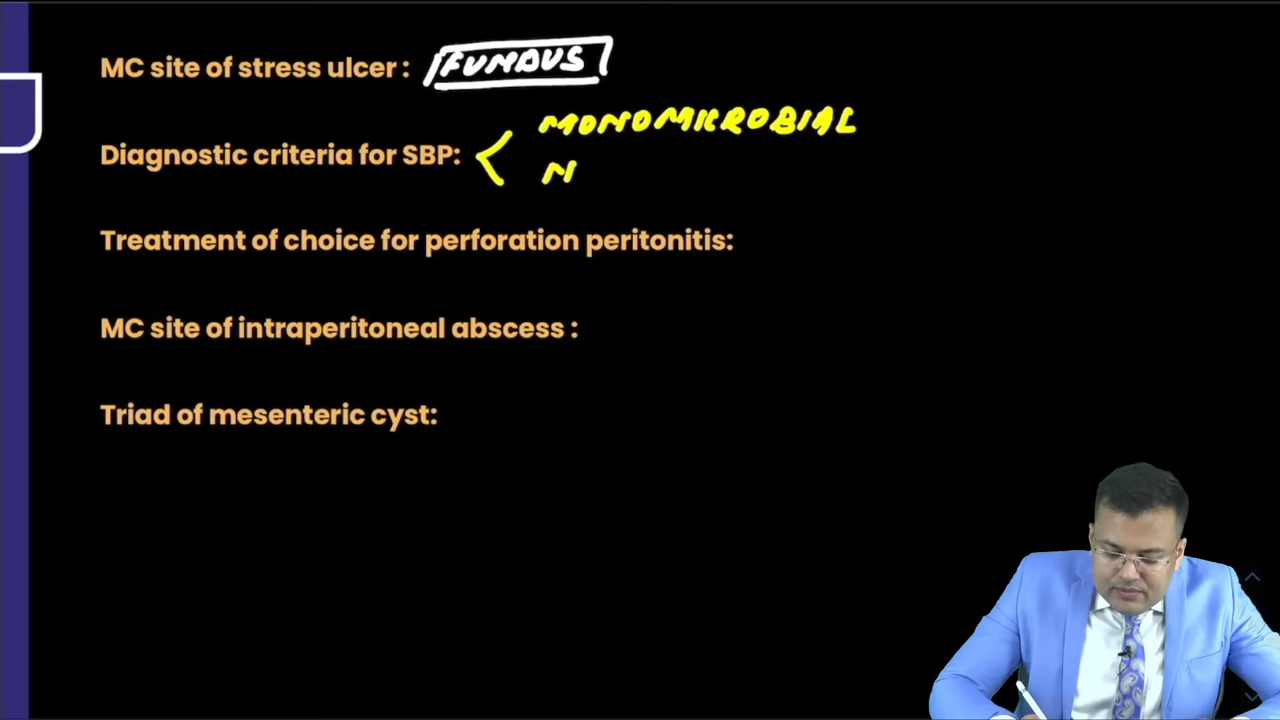 MC site of stress ulcer : FUNDUS
MONOMICROBIAL
Diagnostic criteria for SBP: <
N
Treatment of choice for perforation peritonitis:
MC site of intraperitoneal abscess :
Triad of mesenteric cyst: